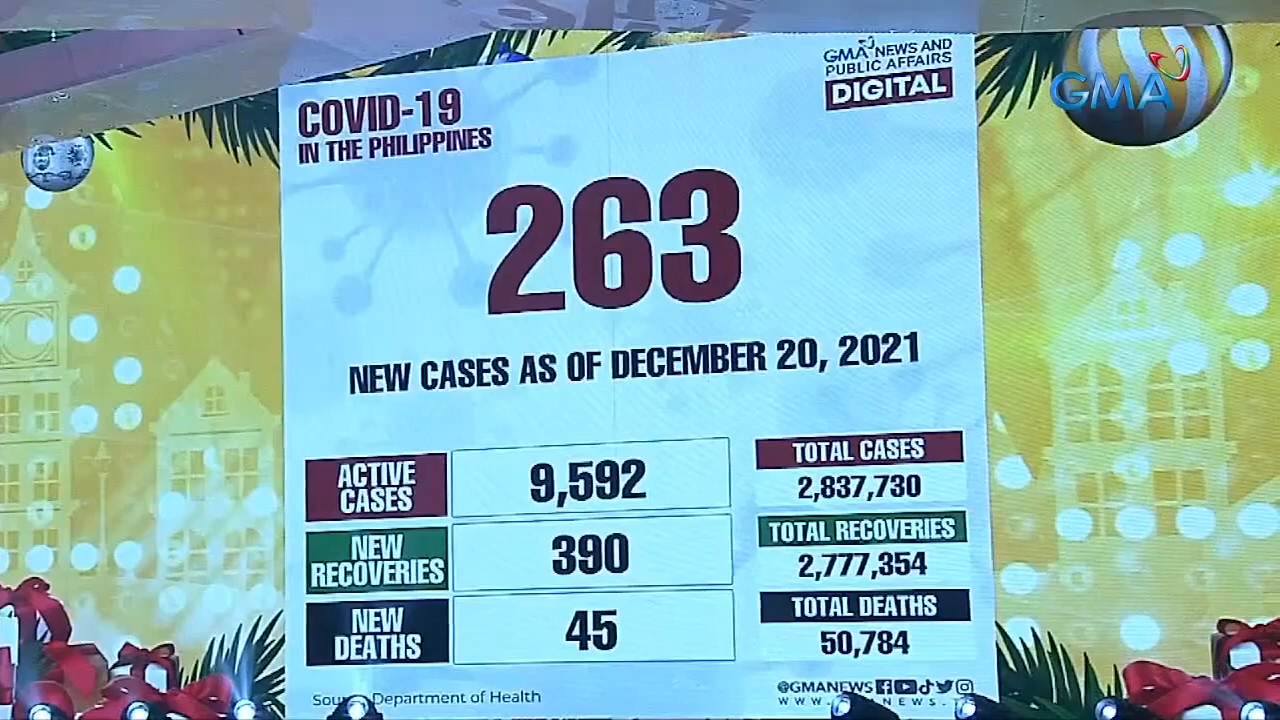 GMA NEWS AND
PUBLIC AFFAIRS
DIGITAL
GMA
COVID-19
IN THE PHILIPPINES
263
NEW CASES AS OF DECEMBER 20, 2021
ACTIVE
CASES
9,592
NEW
RECOVERIES
390
NEW
DEATHS
45
TOTAL CASES
2,837,730
TOTAL RECOVERIES
2,777,354
TOTAL DEATHS
50,784
Department of Health
@GMANEWS